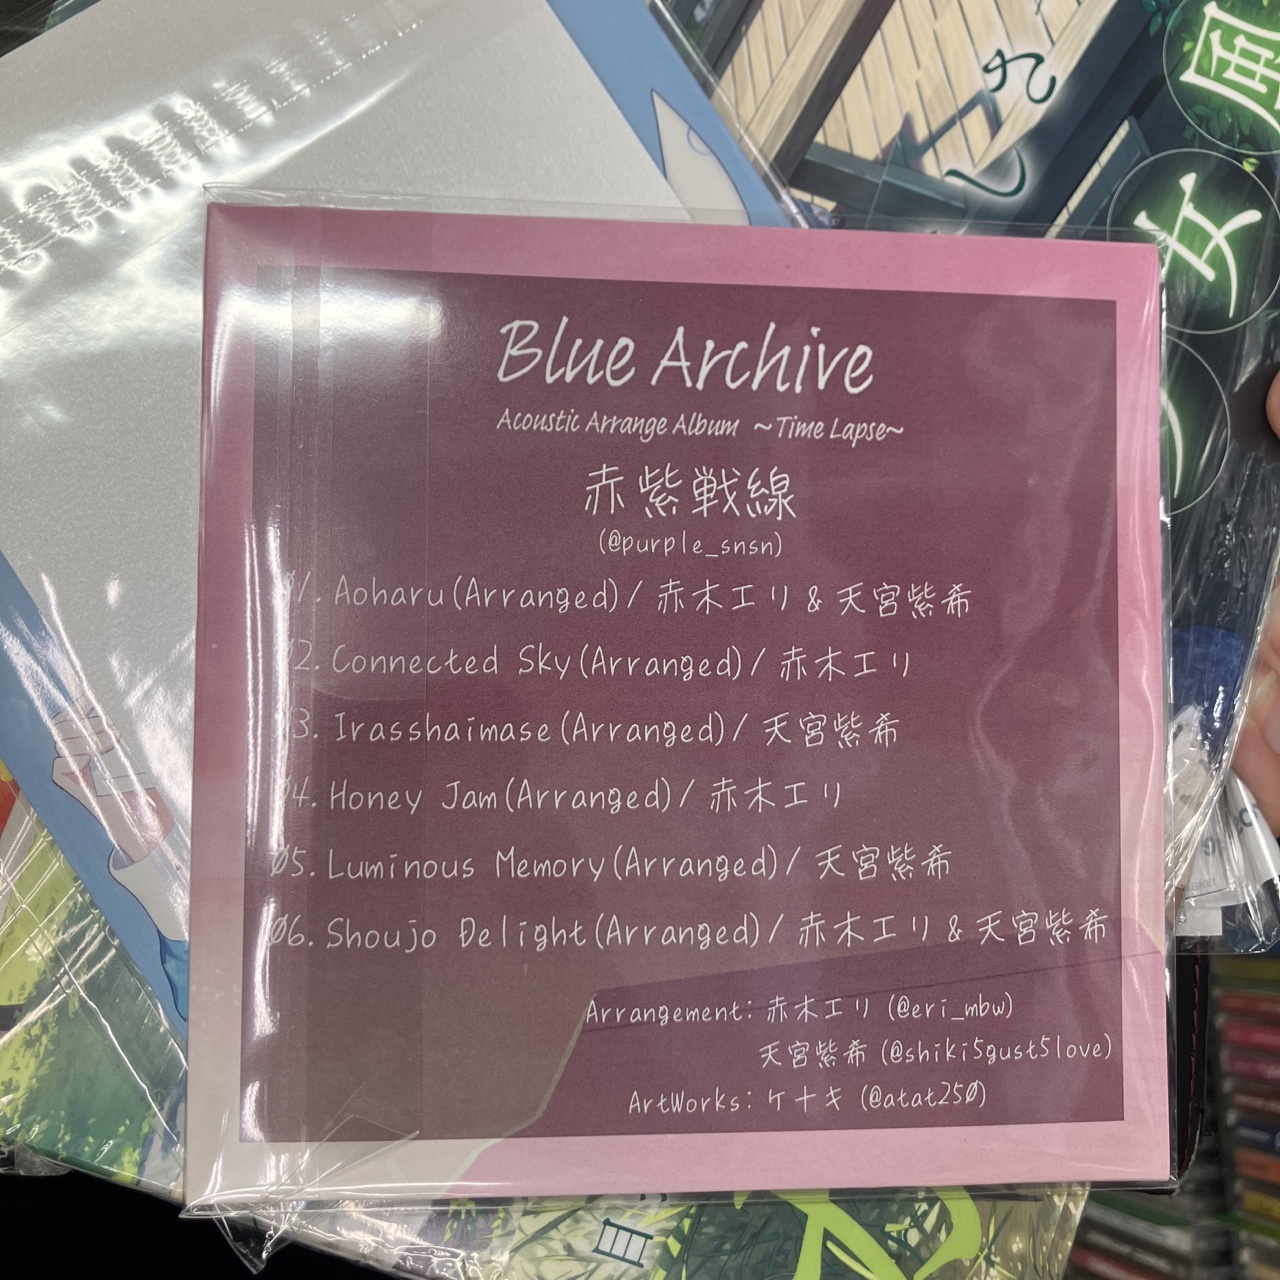 Blue Archive
Acoustic Arrange Album ～Time Lapse～
赤紫戦線
(@purple_snsn)
01. Aoharu(Arranged)/ 赤木エリ & 天宮紫希
02. Connected Sky(Arranged)/ 赤木エリ
03. Irasshaimase(Arranged)/ 天宮紫希
04. Honey Jam(Arranged)/ 赤木エリ
05. Luminous Memory(Arranged)/ 天宮紫希
06. Shoujo Delight(Arranged)/ 赤木エリ & 天宮紫希
Arrangement: 赤木エリ (@eri_mbw)
天宮紫希 (@shiki5gust5love)
ArtWorks: ケナキ (@atat250)
女